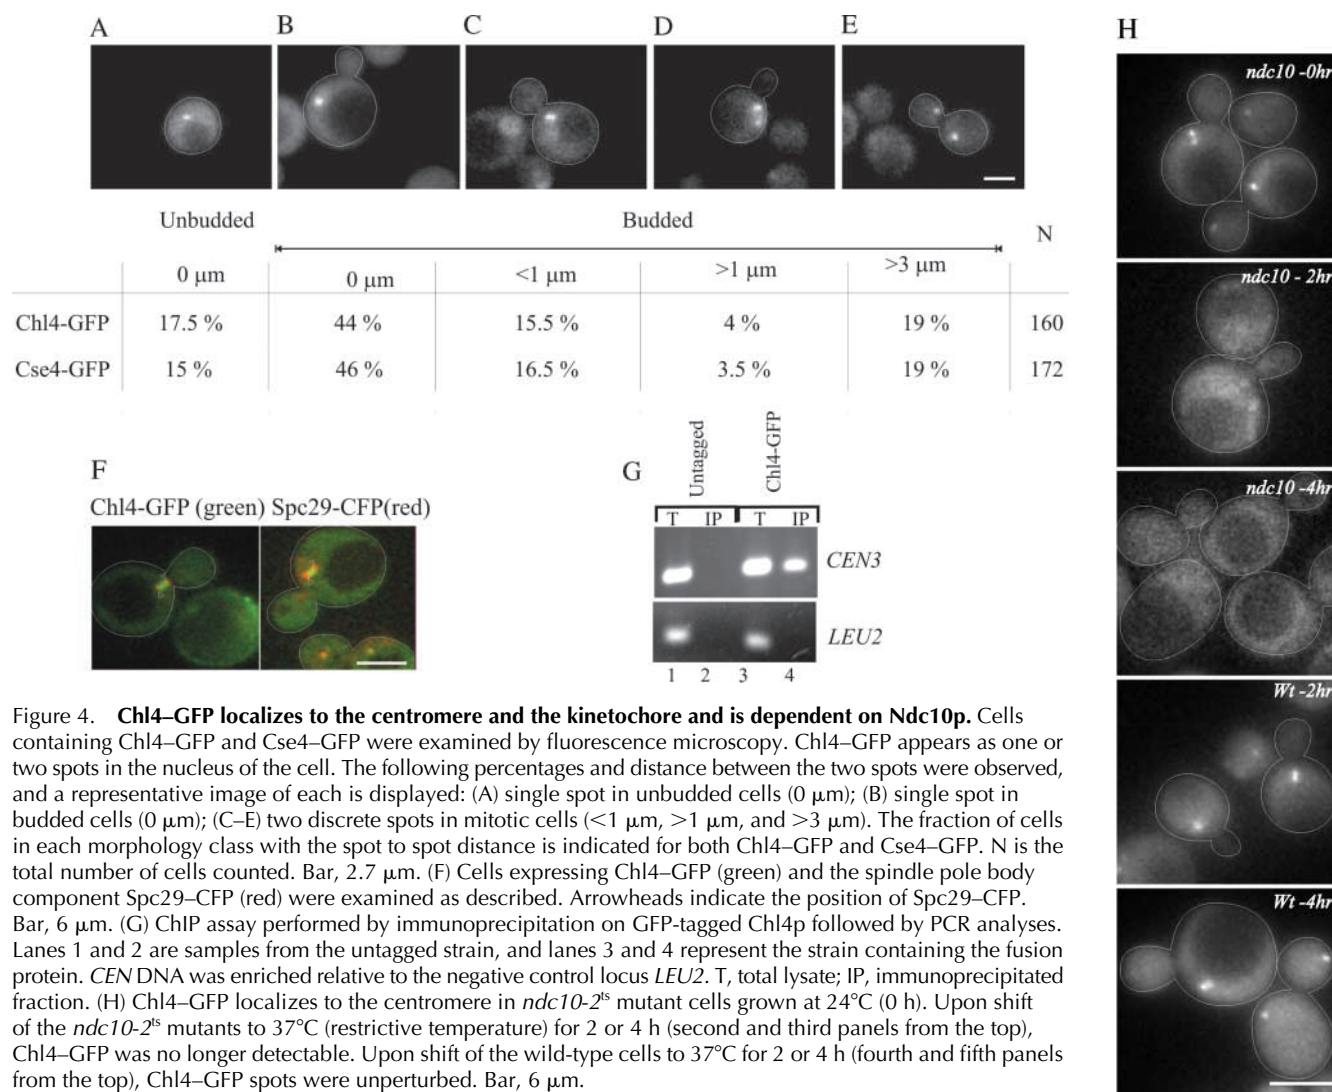 A
B
C
D
E
H
ndc10 -0hr
ndc10 - 2hr
ndc10 -4hr
Wt -2hr
Wt -4hr
Unbudded
Budded
N
0 μm
0 μm
<1 μm
>1 μm
>3 μm
Chl4-GFP 17.5 % 44 % 15.5 % 4 % 19 % 160
Cse4-GFP 15 % 46 % 16.5 % 3.5 % 19 % 172
F
Chl4-GFP (green) Spc29-CFP(red)
G
Untagged
Chl4-GFP
T IP T IP
CEN3
LEU2
1 2 3 4
Figure 4. Chl4–GFP localizes to the centromere and the kinetochore and is dependent on Ndc10p. Cells
containing Chl4–GFP and Cse4–GFP were examined by fluorescence microscopy. Chl4–GFP appears as one or
two spots in the nucleus of the cell. The following percentages and distance between the two spots were observed,
and a representative image of each is displayed: (A) single spot in unbudded cells (0 μm); (B) single spot in
budded cells (0 μm); (C–E) two discrete spots in mitotic cells (<1 μm, >1 μm, and >3 μm). The fraction of cells
in each morphology class with the spot to spot distance is indicated for both Chl4–GFP and Cse4–GFP. N is the
total number of cells counted. Bar, 2.7 μm. (F) Cells expressing Chl4–GFP (green) and the spindle pole body
component Spc29–CFP (red) were examined as described. Arrowheads indicate the position of Spc29–CFP.
Bar, 6 μm. (G) ChIP assay performed by immunoprecipitation on GFP-tagged Chl4p followed by PCR analyses.
Lanes 1 and 2 are samples from the untagged strain, and lanes 3 and 4 represent the strain containing the fusion
protein. CEN DNA was enriched relative to the negative control locus LEU2. T, total lysate; IP, immunoprecipitated
fraction. (H) Chl4–GFP localizes to the centromere in ndc10-2ts mutant cells grown at 24°C (0 h). Upon shift
of the ndc10-2ts mutants to 37°C (restrictive temperature) for 2 or 4 h (second and third panels from the top),
Chl4–GFP was no longer detectable. Upon shift of the wild-type cells to 37°C for 2 or 4 h (fourth and fifth panels
from the top), Chl4–GFP spots were unperturbed. Bar, 6 μm.